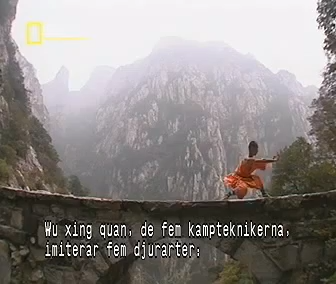 Wu xing quan, de fem kampteknikerna,
imiterar fem djurarter: